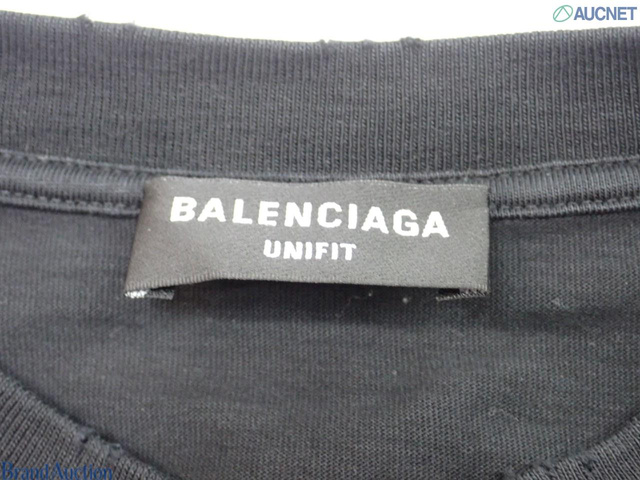 AUCNET
BALENCIAGA
UNIFIT
Brand Auction